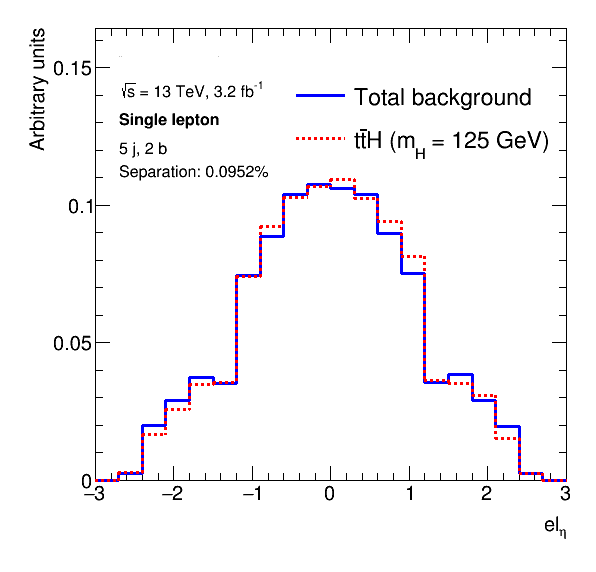 Arbitrary units
0.15
0.1
0.05
0
√s = 13 TeV, 3.2 fb⁻¹
Single lepton
5 j, 2 b
Separation: 0.0952%
Total background
tt̄H (m_H = 125 GeV)
−3 −2 −1 0 1 2 3
el_η